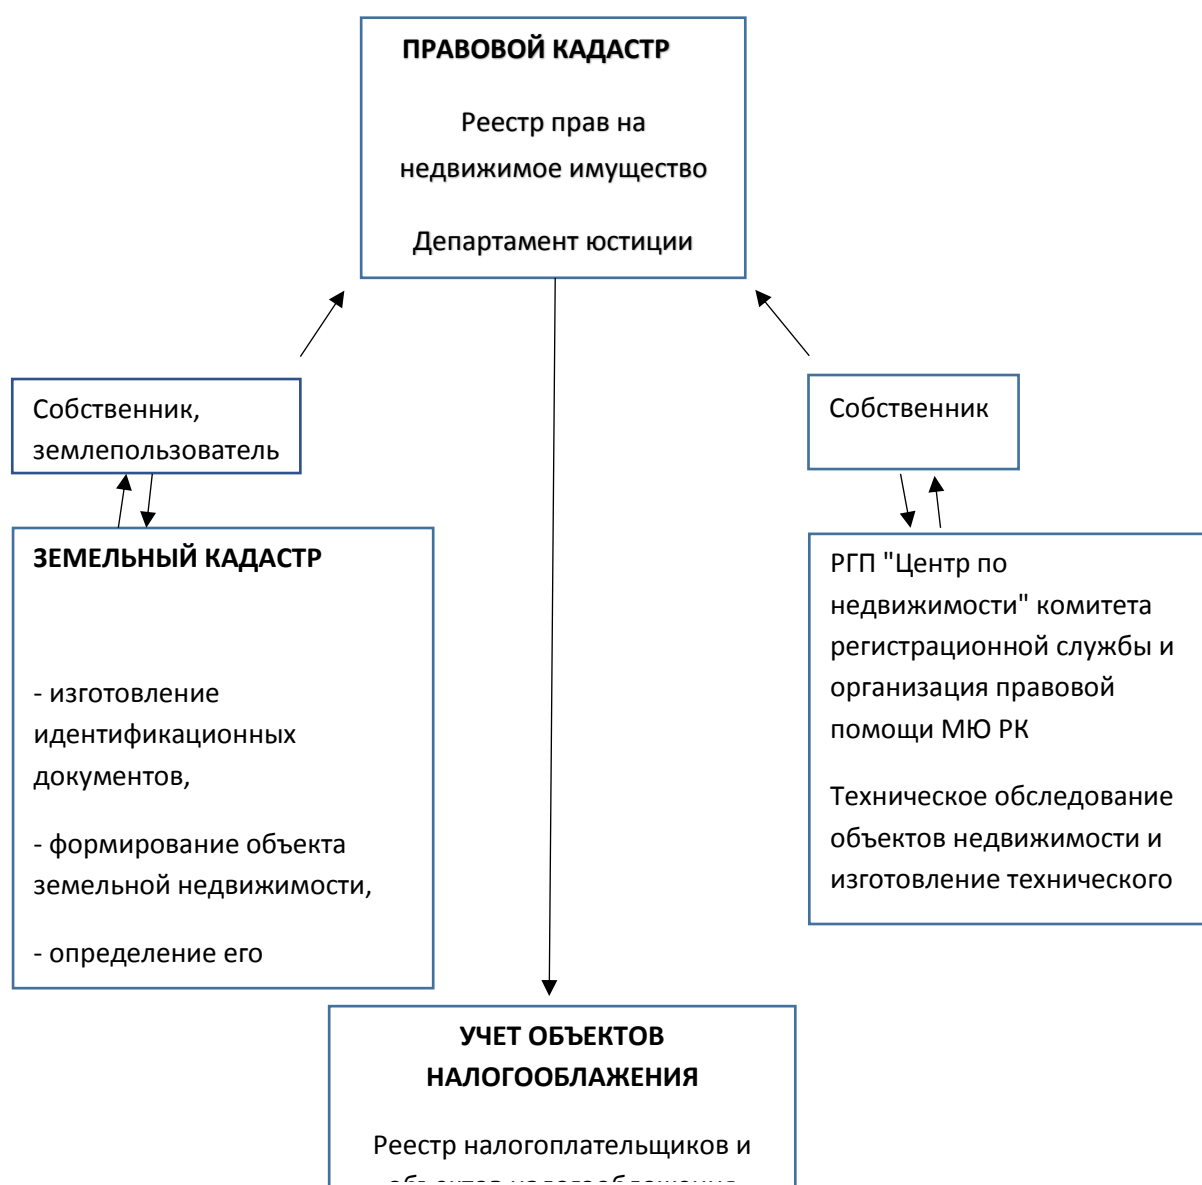 ПРАВОВОЙ КАДАСТР
Реестр прав на
недвижимое имущество
Департамент юстиции
Собственник,
землепользователь
Собственник
ЗЕМЕЛЬНЫЙ КАДАСТР
- изготовление
идентификационных
документов,
- формирование объекта
земельной недвижимости,
- определение его
РГП "Центр по
недвижимости" комитета
регистрационной службы и
организация правовой
помощи МЮ РК
Техническое обследование
объектов недвижимости и
изготовление технического
УЧЕТ ОБЪЕКТОВ
НАЛОГООБЛАЖЕНИЯ
Реестр налогоплательщиков и
объектов налогообложения